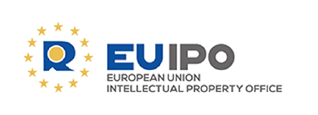 EUIPO
EUROPEAN UNION
INTELLECTUAL PROPERTY OFFICE